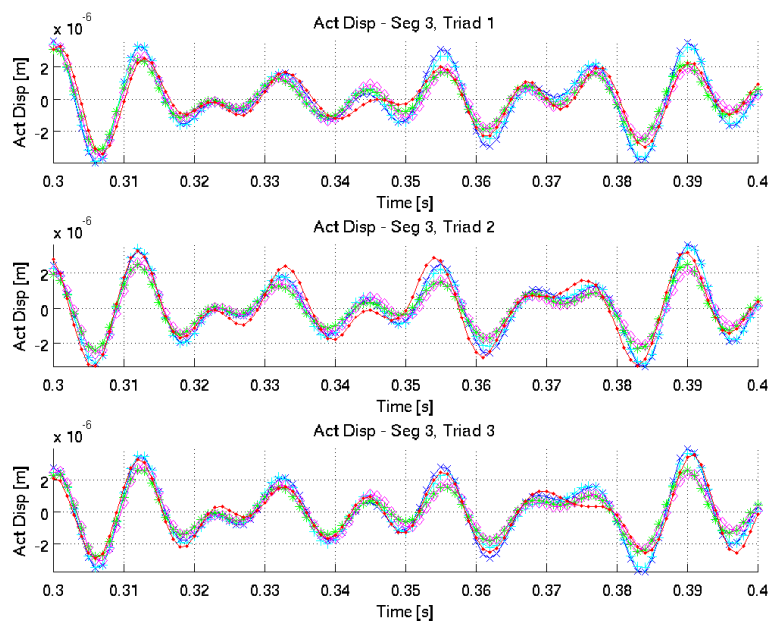 x 10-6
Act Disp - Seg 3, Triad 1
Act Disp [m]
2
0
-2
0.3 0.31 0.32 0.33 0.34 0.35 0.36 0.37 0.38 0.39 0.4
Time [s]
x 10-6
Act Disp - Seg 3, Triad 2
Act Disp [m]
2
0
-2
0.3 0.31 0.32 0.33 0.34 0.35 0.36 0.37 0.38 0.39 0.4
Time [s]
x 10-6
Act Disp - Seg 3, Triad 3
Act Disp [m]
2
0
-2
0.3 0.31 0.32 0.33 0.34 0.35 0.36 0.37 0.38 0.39 0.4
Time [s]